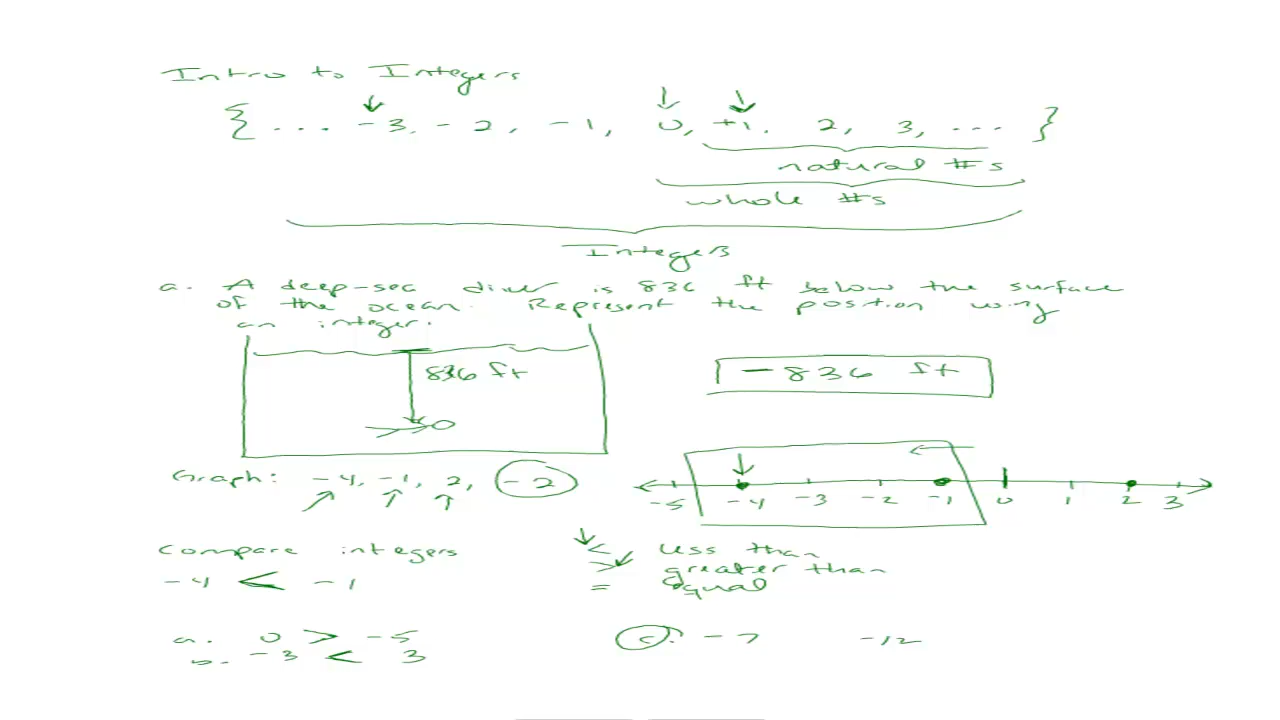 Intro to Integers
{ ... -3, -2, -1, 0, +1, 2, 3, ... }
natural #s
whole #s
Integers
a. A deep-sea diver is 836 ft below the surface
of the ocean. Represent the position using
an integer.
836 ft
-836 ft
Graph: -4, -1, 2, -2
-5 -4 -3 -2 -1 0 1 2 3
Compare integers
< less than
> greater than
= equal
-4 < -1
a. 0 > -5
b. -3 < 3
c. -7 -12